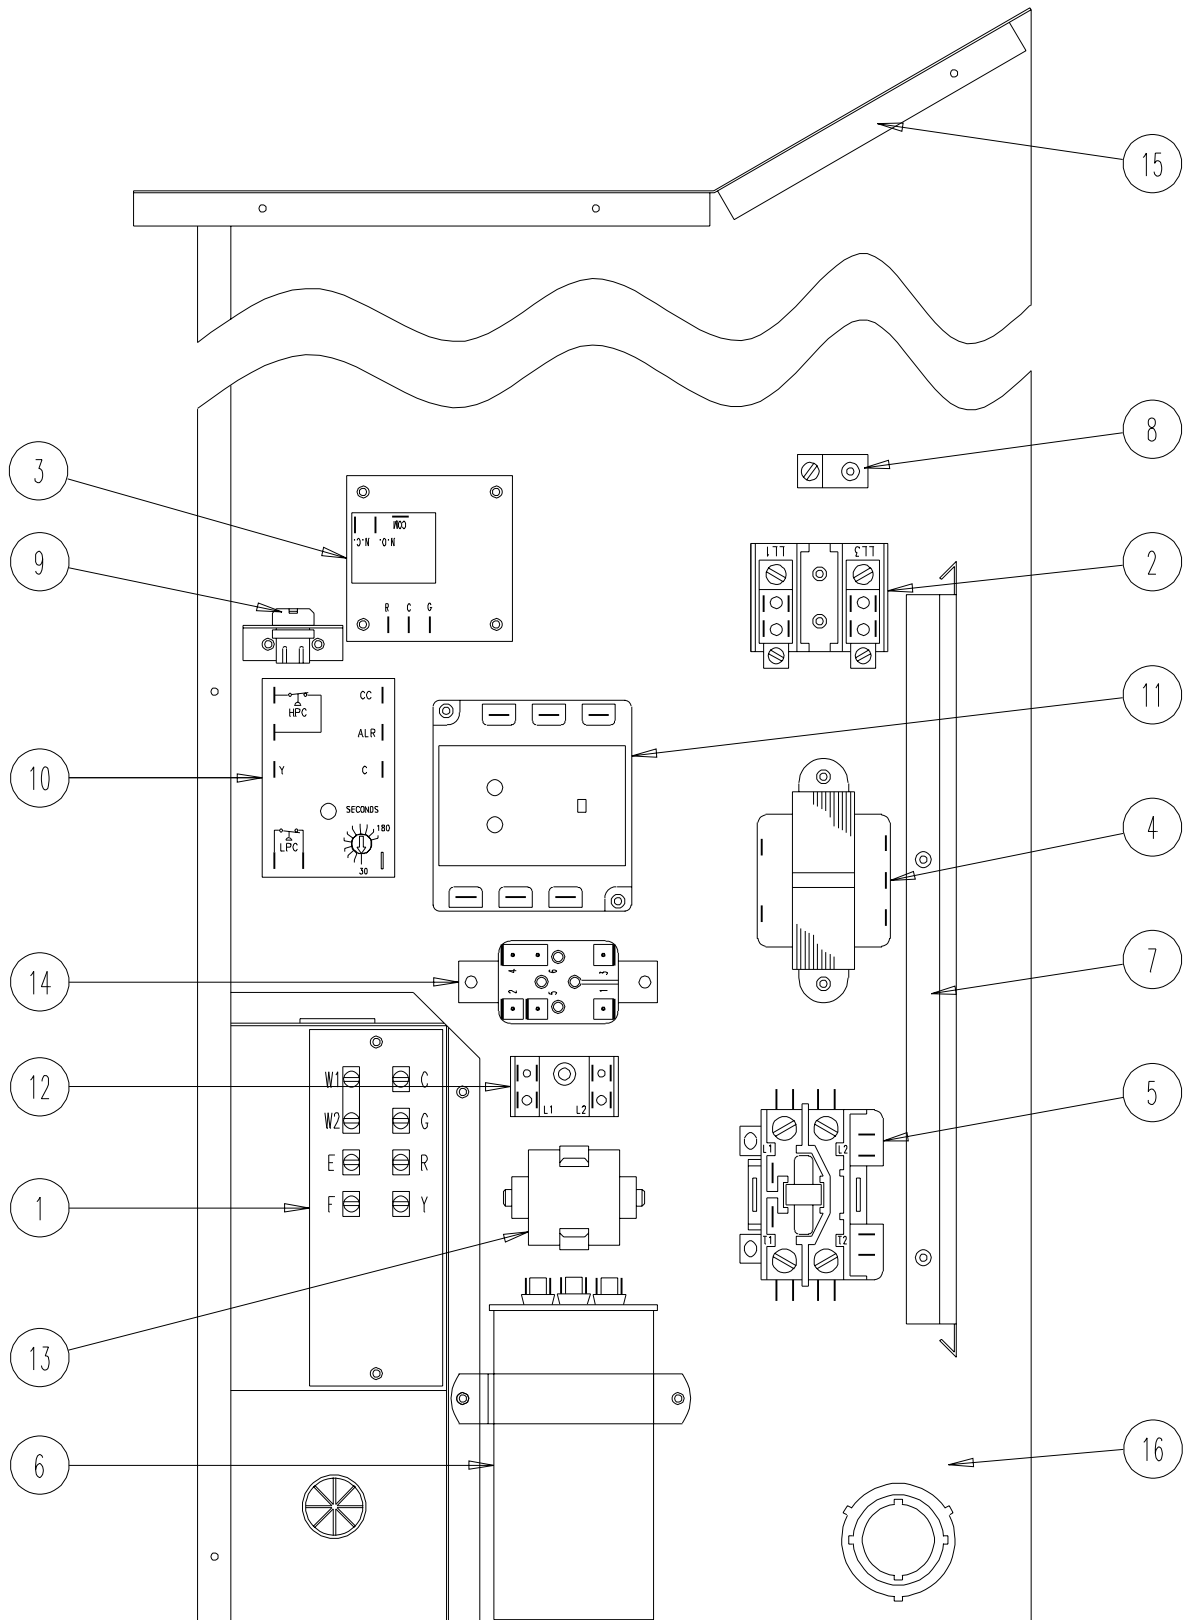 15
8
3
COM
N.C. N.O.
R C G
9
LL1 LL3
2
HPC
CC
ALR
Y C
SECONDS
180
LPC
30
10
11
4
4 6 3
2 5 1
14
7
W1 C
W2 G
E R
F Y
12
L1 L2
5
L1 L2
T1 T2
1
13
6
16